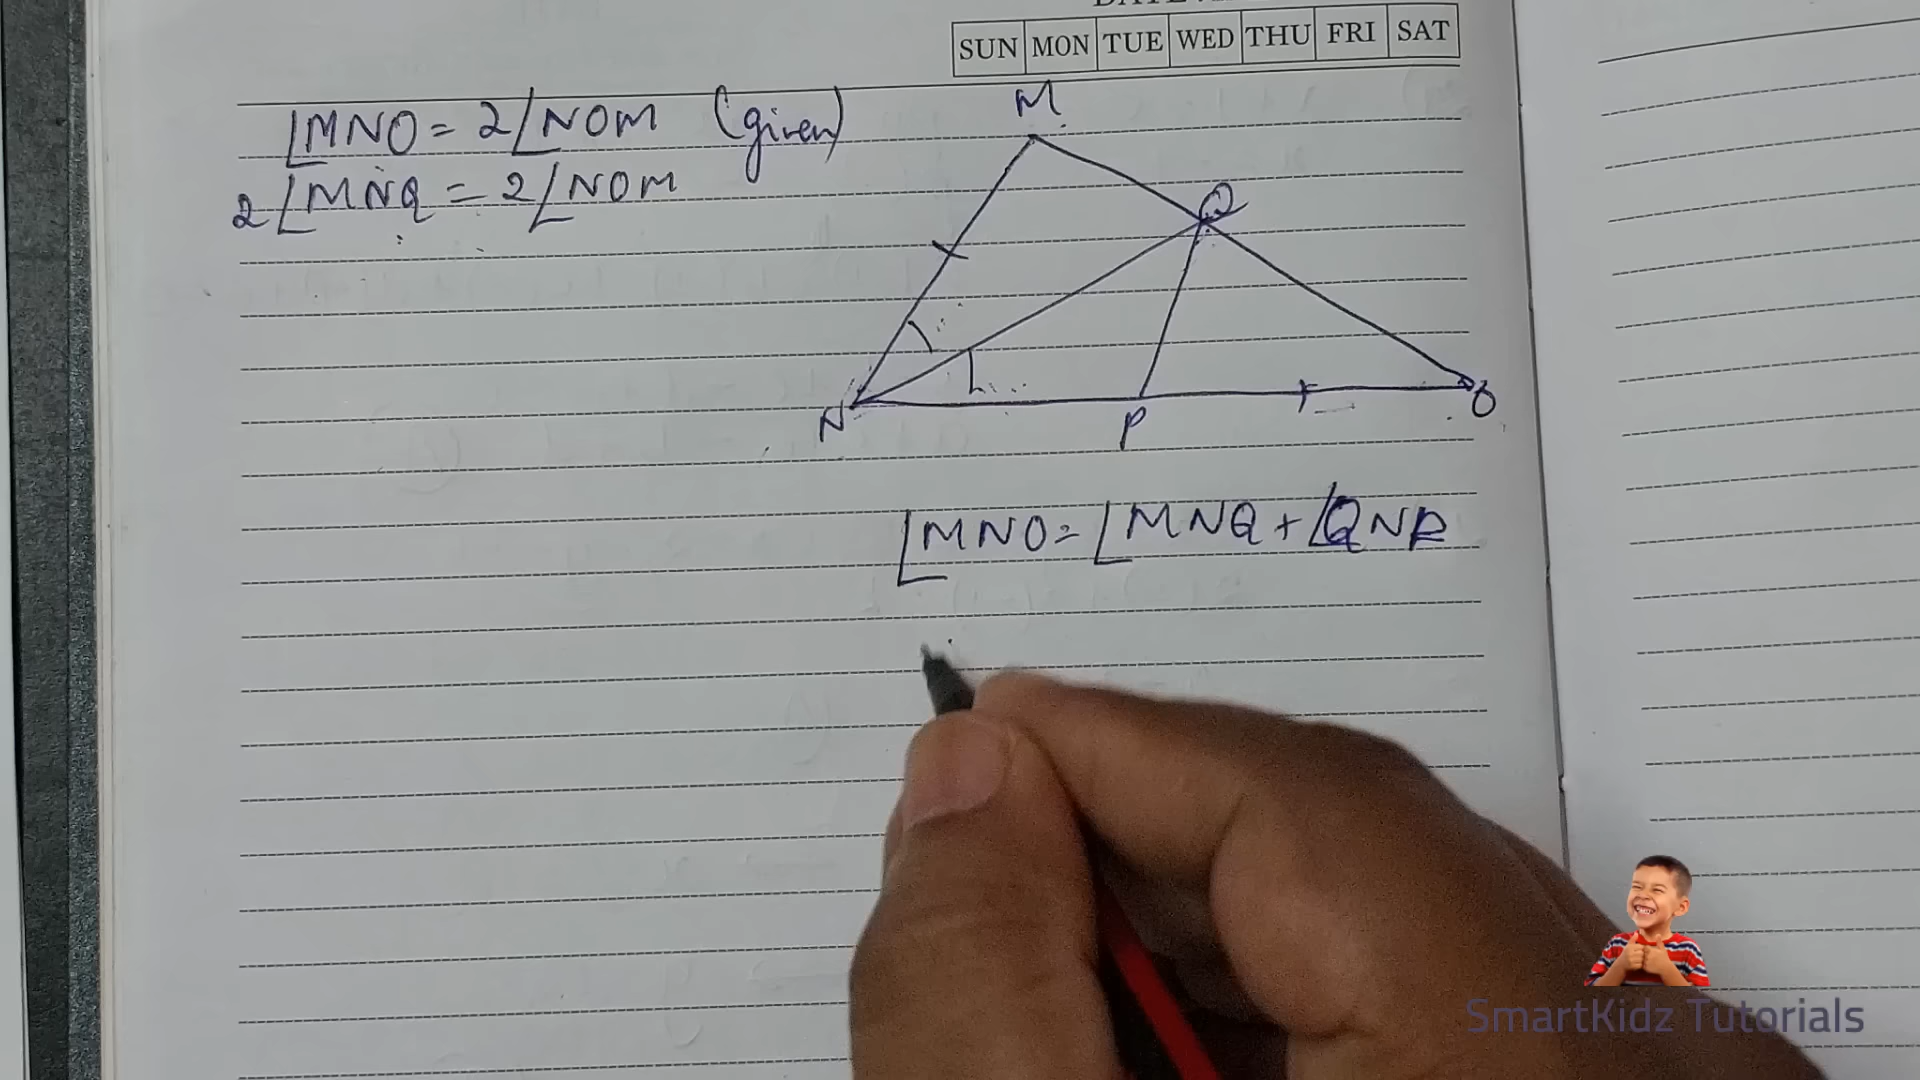 SUN MON TUE WED THU FRI SAT
∠MNO = 2∠NOM (given)
2∠MNQ = 2∠NOM
M
Q
N
P
O
∠MNO = ∠MNQ + ∠QNP
SmartKidz Tutorials